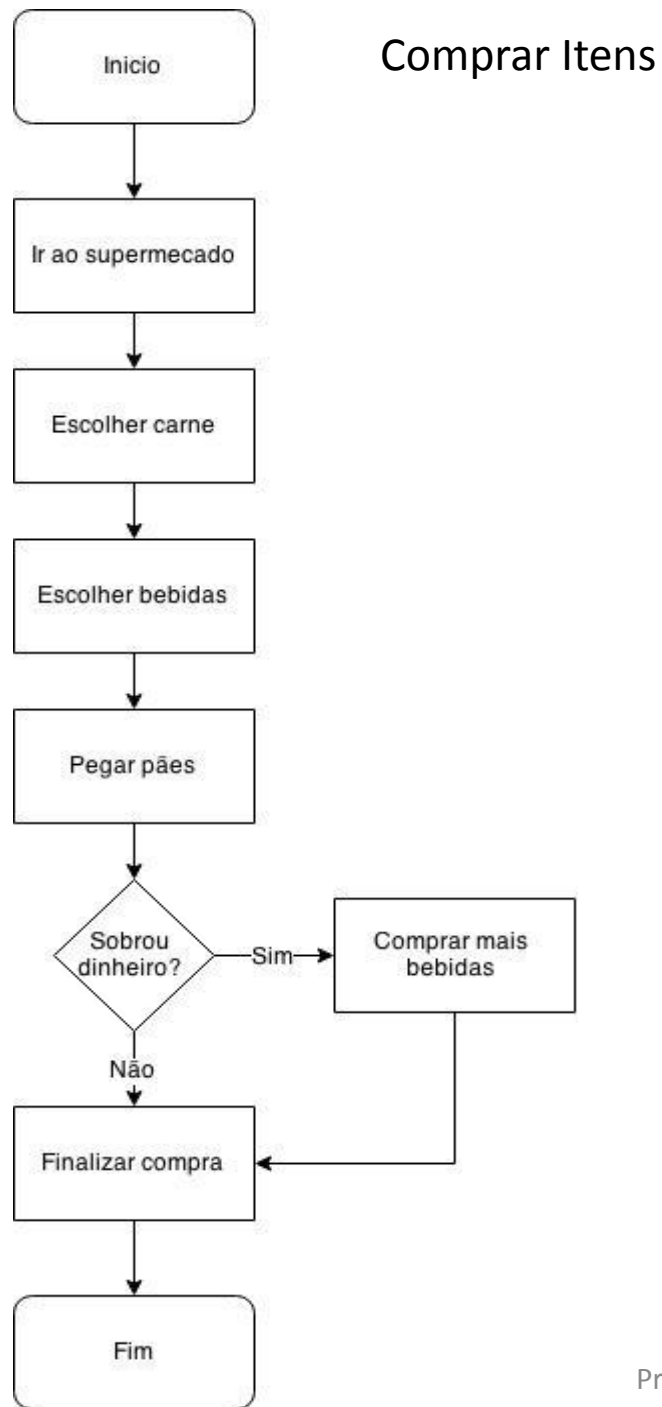 Comprar Itens
Inicio
Ir ao supermecado
Escolher carne
Escolher bebidas
Pegar pães
Sobrou
dinheiro?
Sim
Comprar mais
bebidas
Não
Finalizar compra
Fim
Pr